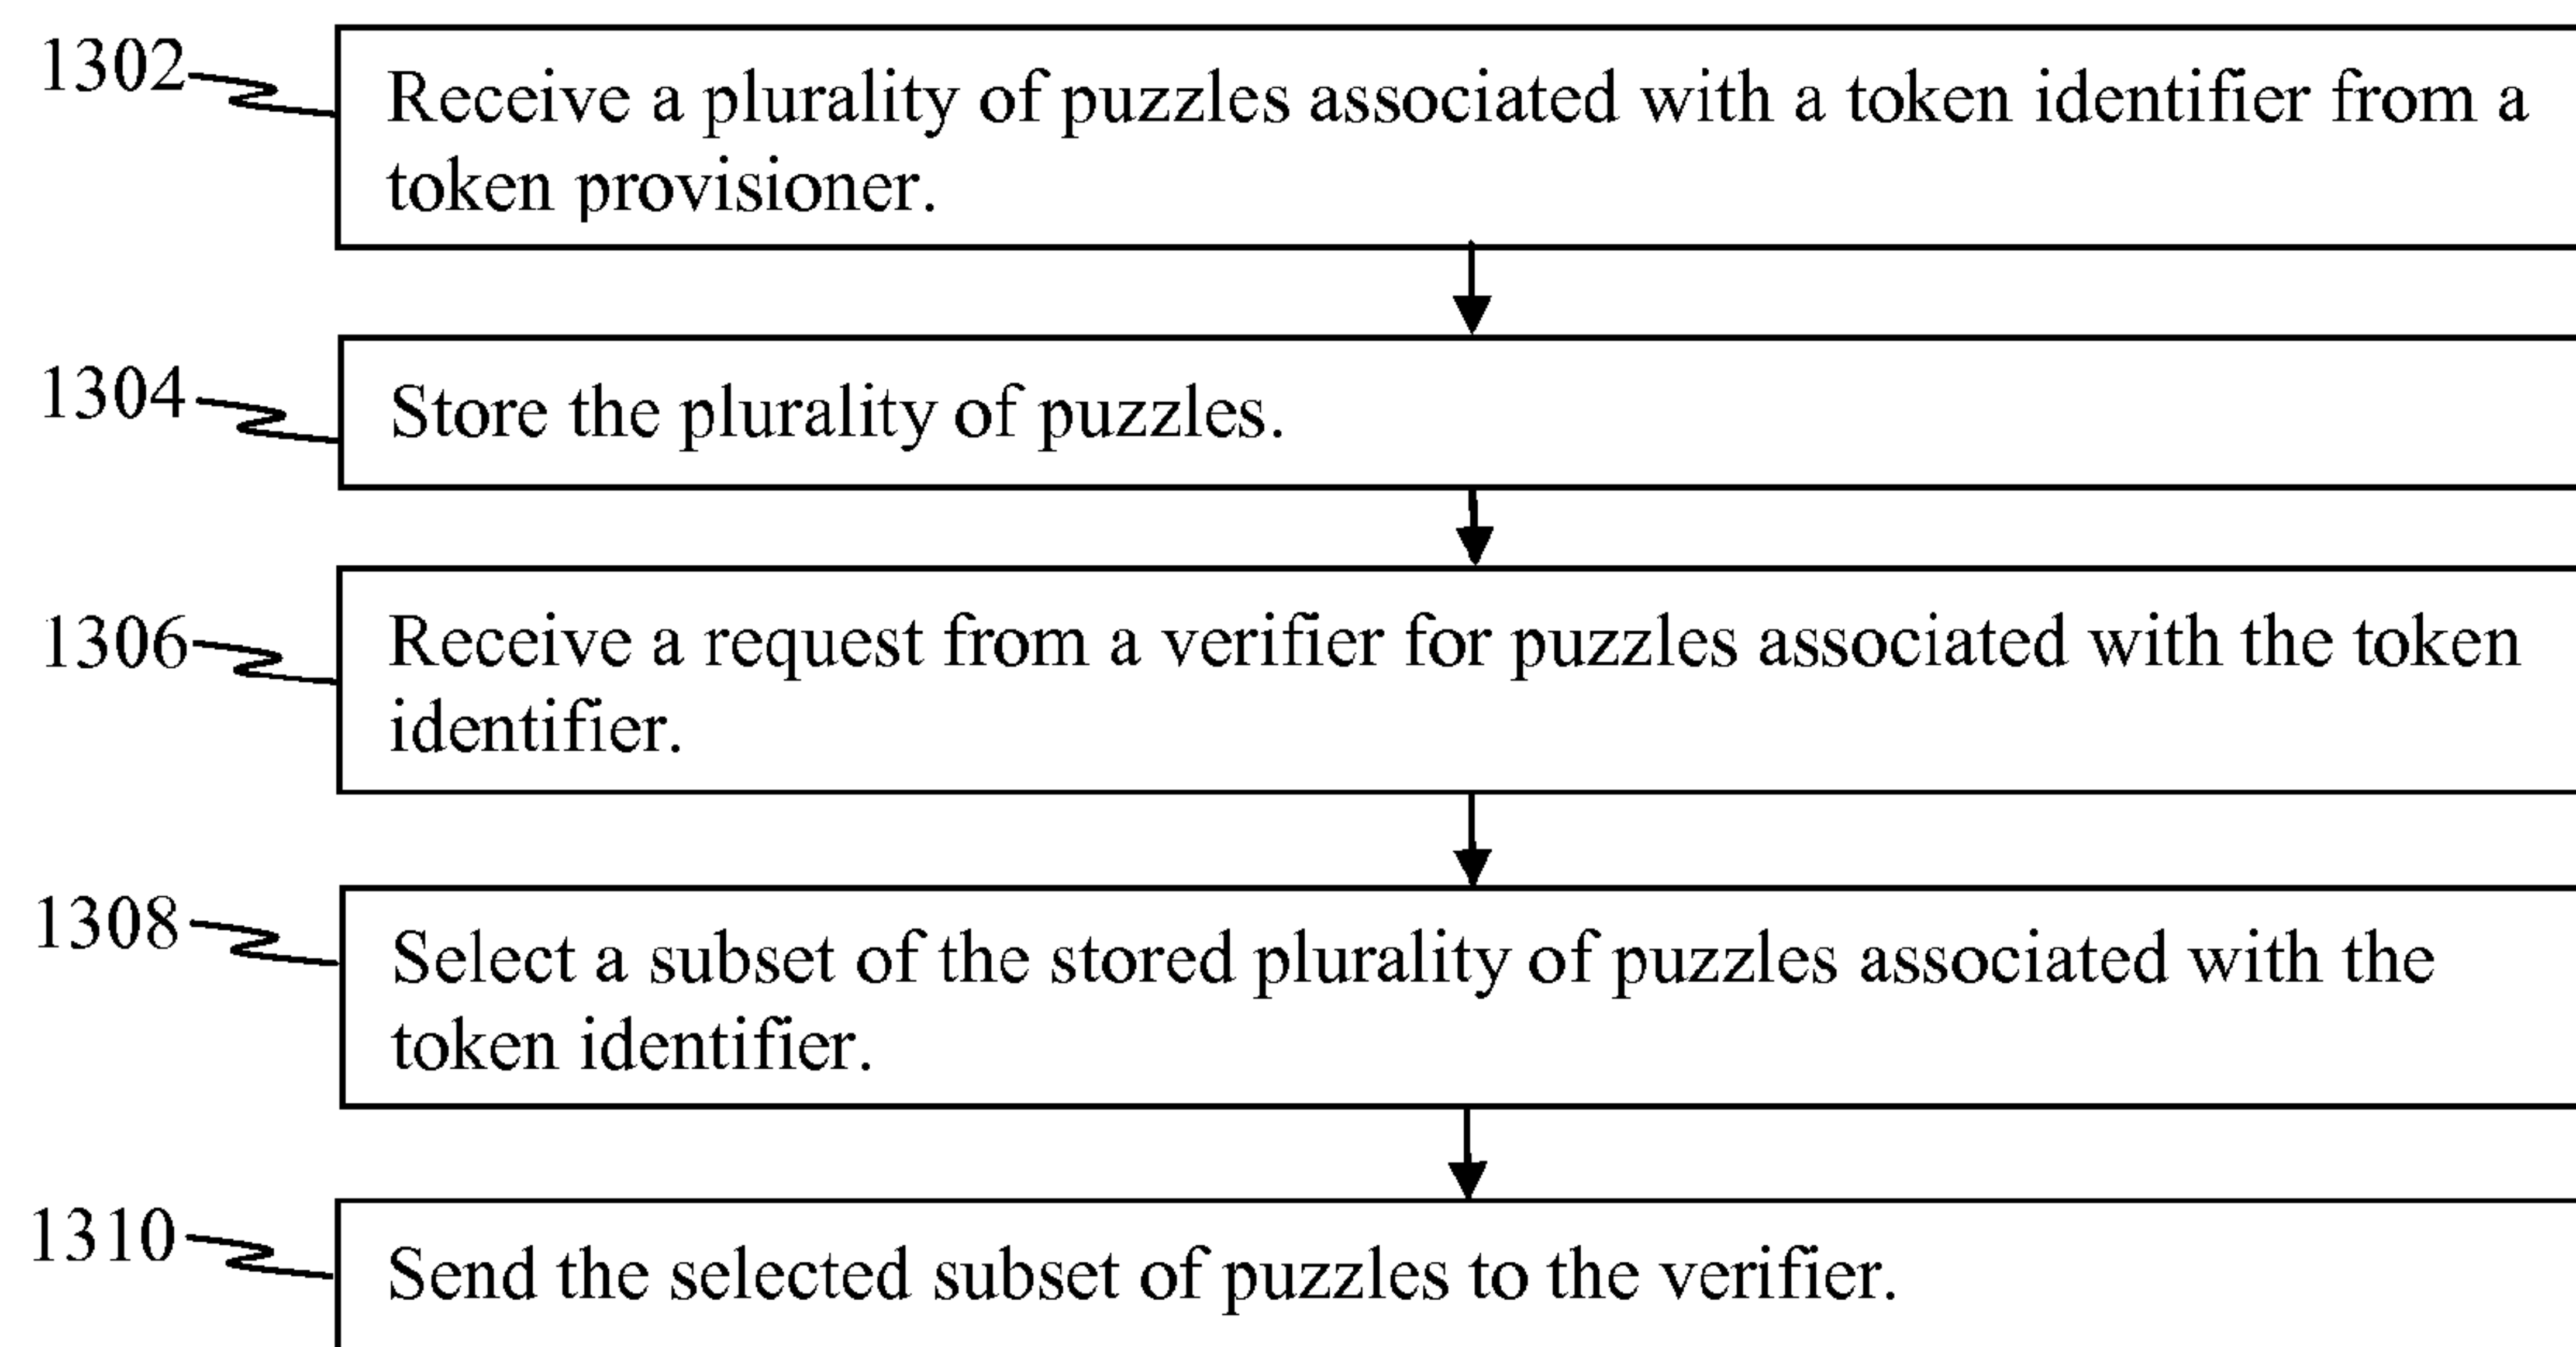 1302
Receive a plurality of puzzles associated with a token identifier from a
token provisioner.
1304
Store the plurality of puzzles.
1306
Receive a request from a verifier for puzzles associated with the token
identifier.
1308
Select a subset of the stored plurality of puzzles associated with the
token identifier.
1310
Send the selected subset of puzzles to the verifier.